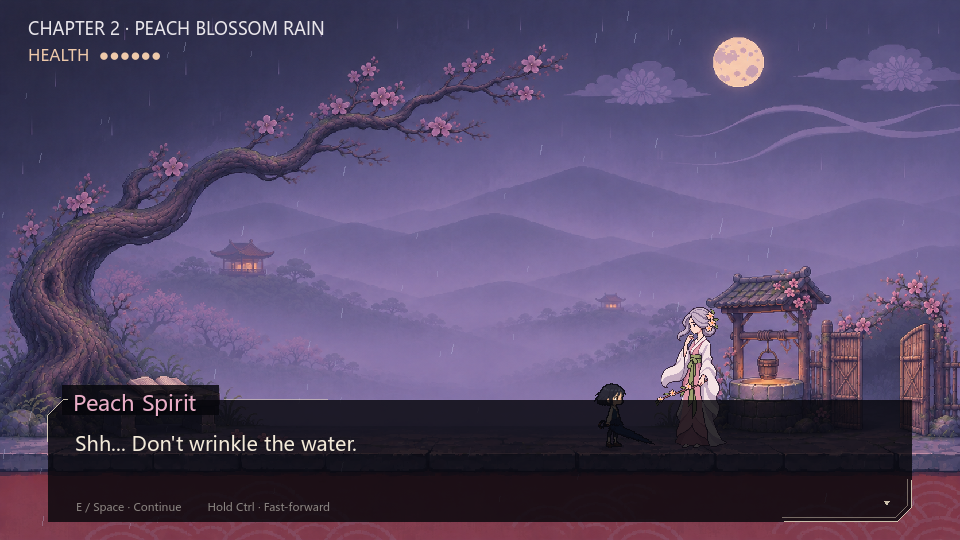 CHAPTER 2 · PEACH BLOSSOM RAIN
HEALTH
Peach Spirit
Shh... Don't wrinkle the water.
E / Space · Continue    Hold Ctrl · Fast-forward